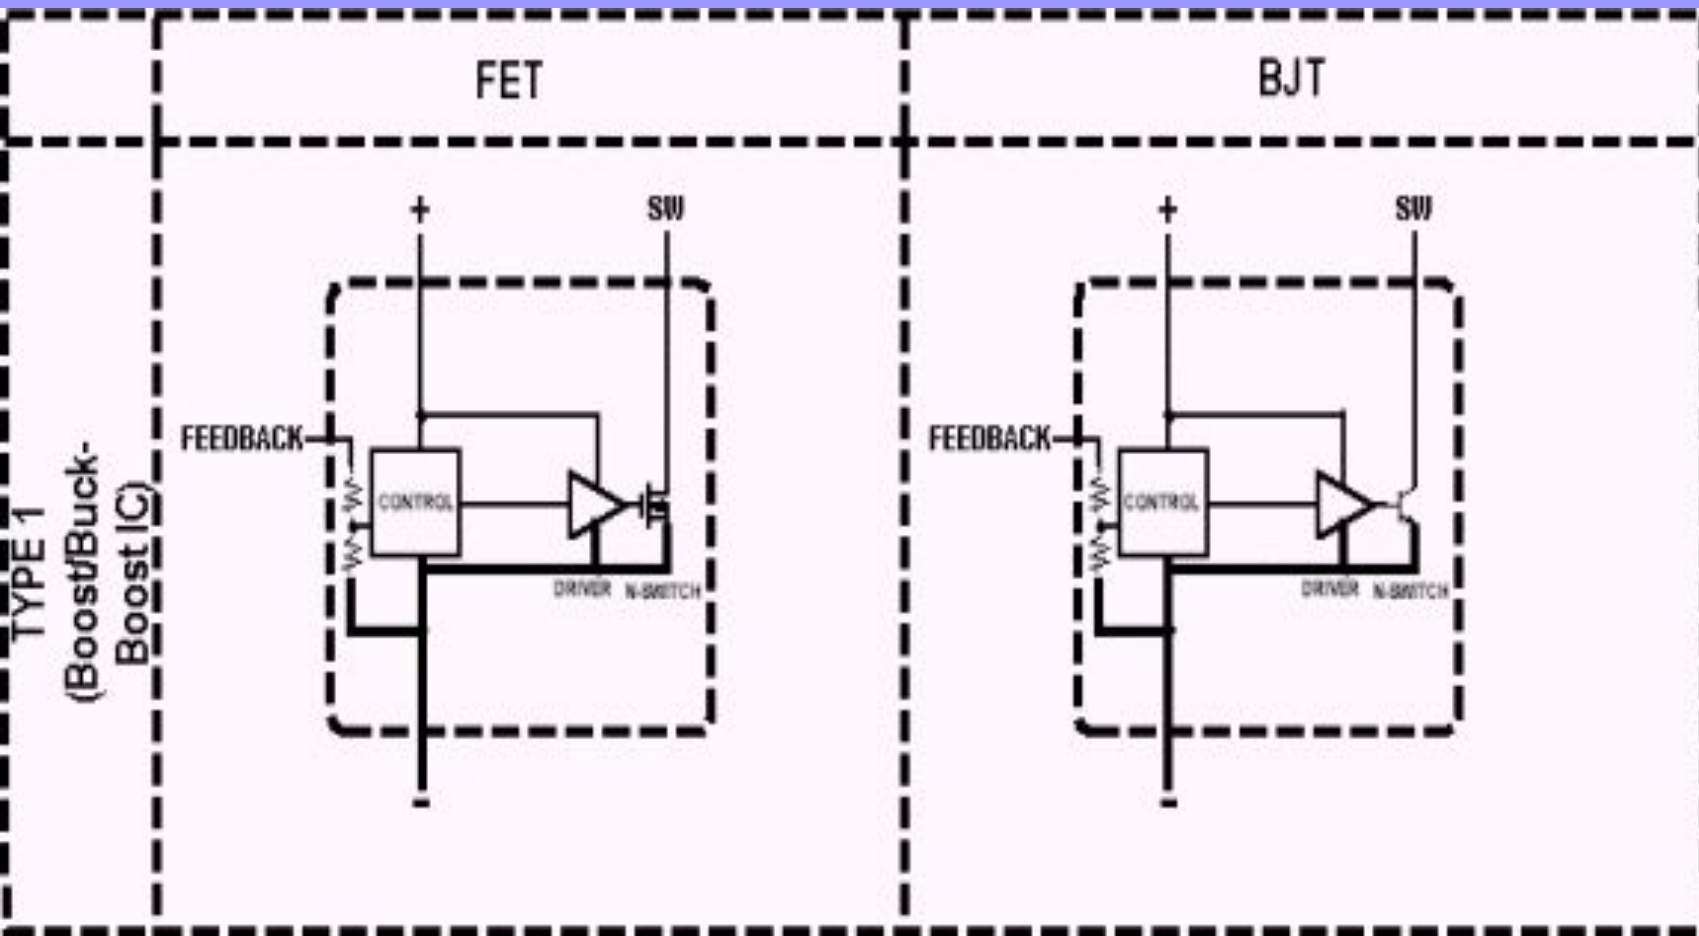 FET
BJT
TYPE 1
(Boost/Buck-
Boost IC)
+
SW
FEEDBACK
CONTROL
DRIVER
N-SWITCH
-
+
SW
FEEDBACK
CONTROL
DRIVER
N-SWITCH
-